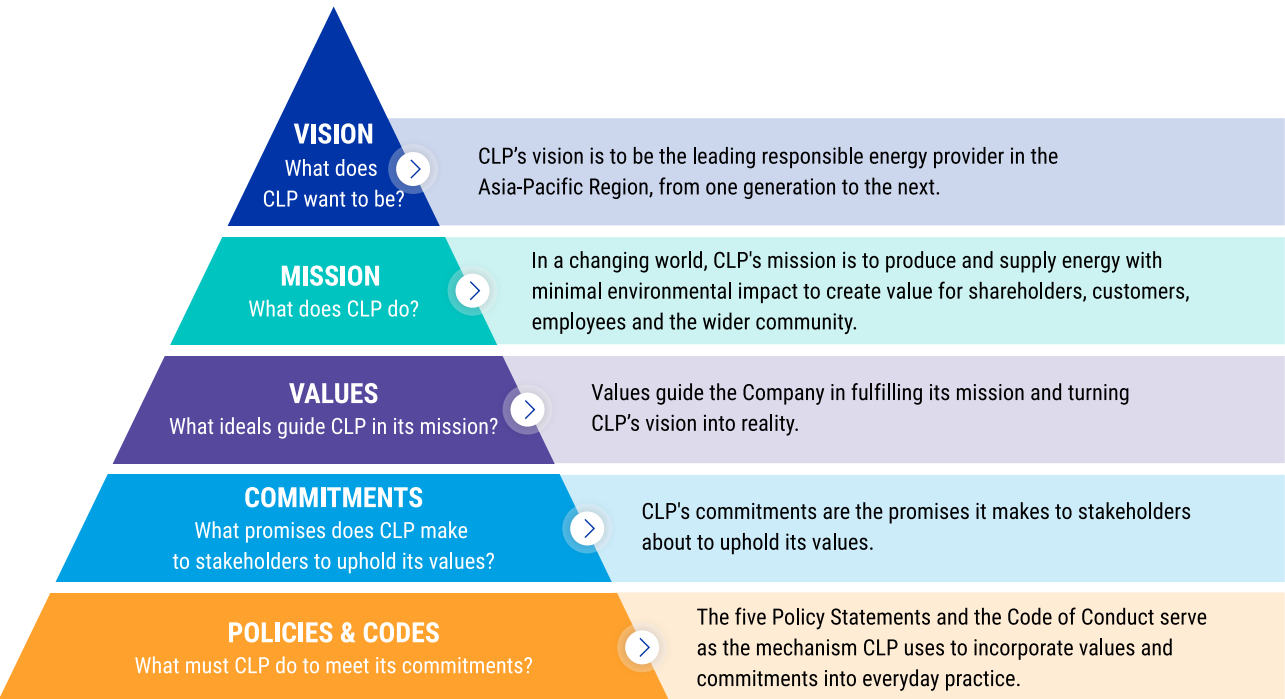 VISION
What does
CLP want to be?
CLP’s vision is to be the leading responsible energy provider in the
Asia-Pacific Region, from one generation to the next.
MISSION
What does CLP do?
In a changing world, CLP's mission is to produce and supply energy with
minimal environmental impact to create value for shareholders, customers,
employees and the wider community.
VALUES
What ideals guide CLP in its mission?
Values guide the Company in fulfilling its mission and turning
CLP’s vision into reality.
COMMITMENTS
What promises does CLP make
to stakeholders to uphold its values?
CLP's commitments are the promises it makes to stakeholders
about to uphold its values.
POLICIES & CODES
What must CLP do to meet its commitments?
The five Policy Statements and the Code of Conduct serve
as the mechanism CLP uses to incorporate values and
commitments into everyday practice.